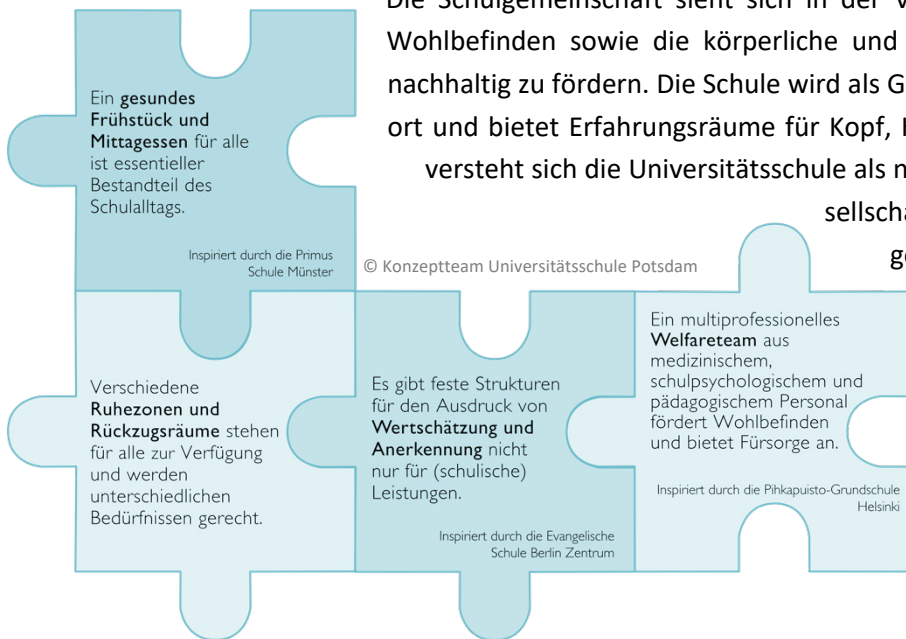 Die Schulgemeinschaft sieht sich in der
Wohlbefinden sowie die körperliche und
nachhaltig zu fördern. Die Schule wird als
ort und bietet Erfahrungsräume für Kopf,
versteht sich die Universitätsschule als
Ein gesundes
Frühstück und
Mittagessen für alle
ist essentieller
Bestandteil des
Schulalltags.
Inspiriert durch die Primus
Schule Münster
© Konzeptteam Universitätsschule Potsdam
Verschiedene
Ruhezonen und
Rückzugsräume stehen
für alle zur Verfügung
und werden
unterschiedlichen
Bedürfnissen gerecht.
Es gibt feste Strukturen
für den Ausdruck von
Wertschätzung und
Anerkennung nicht
nur für (schulische)
Leistungen.
Inspiriert durch die Evangelische
Schule Berlin Zentrum
Ein multiprofessionelles
Welfareteam aus
medizinischem,
schulpsychologischem und
pädagogischem Personal
fördert Wohlbefinden
und bietet Fürsorge an.
Inspiriert durch die Pihkapuisto-Grundschule
Helsinki